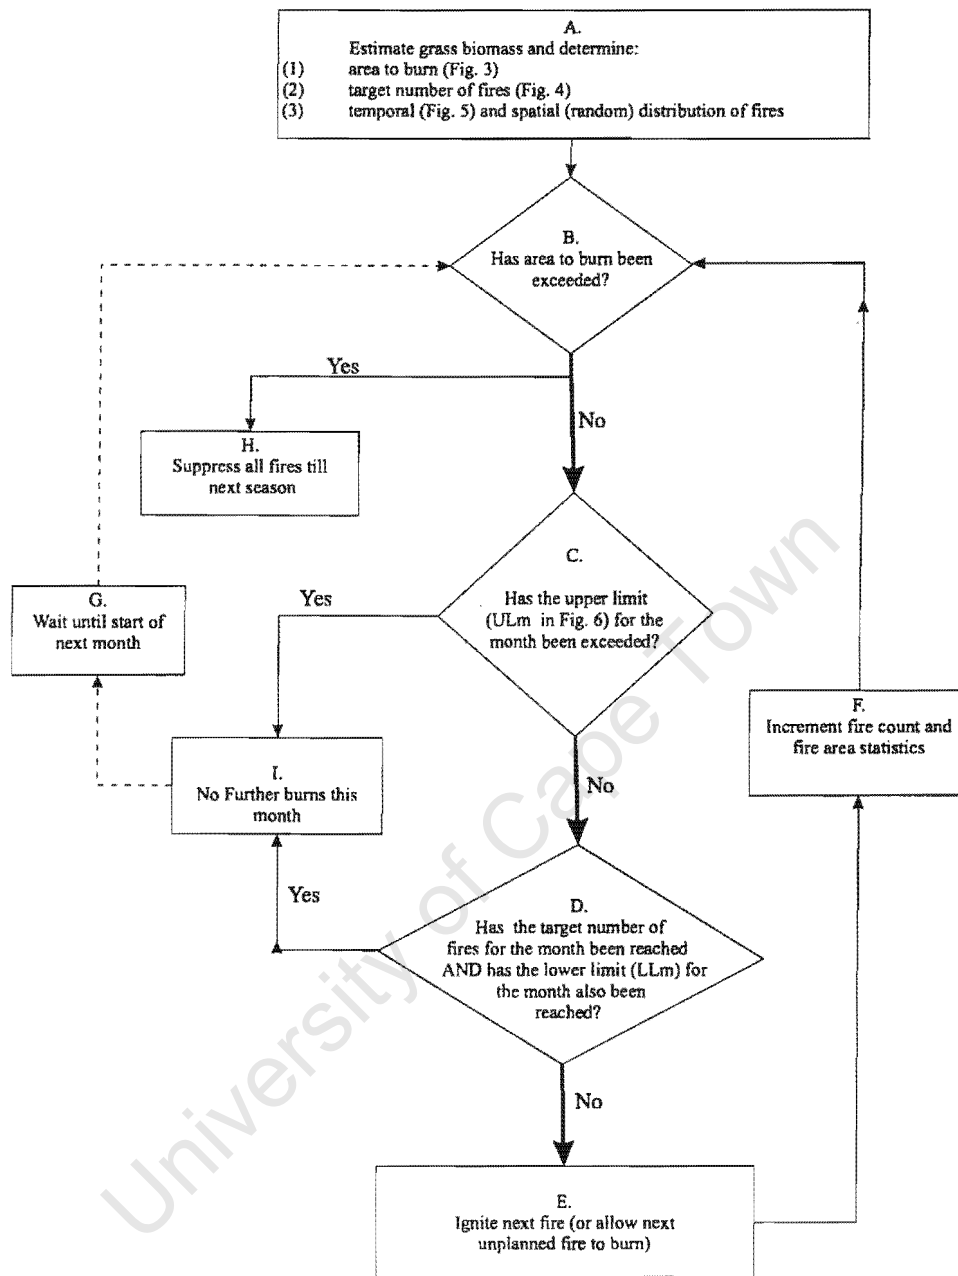 A.
Estimate grass biomass and determine:
(1) area to burn (Fig. 3)
(2) target number of fires (Fig. 4)
(3) temporal (Fig. 5) and spatial (random) distribution of fires
B.
Has area to burn been
exceeded?
Yes
No
H.
Suppress all fires till
next season
C.
Has the upper limit
(ULm in Fig. 6) for the
month been exceeded?
Yes
G.
Wait until start of
next month
F.
Increment fire count and
fire area statistics
I.
No Further burns this
month
No
Yes
D.
Has the target number of
fires for the month been reached
AND has the lower limit (LLm) for
the month also been
reached?
No
E.
Ignite next fire (or allow next
unplanned fire to burn)
University of Cape Town